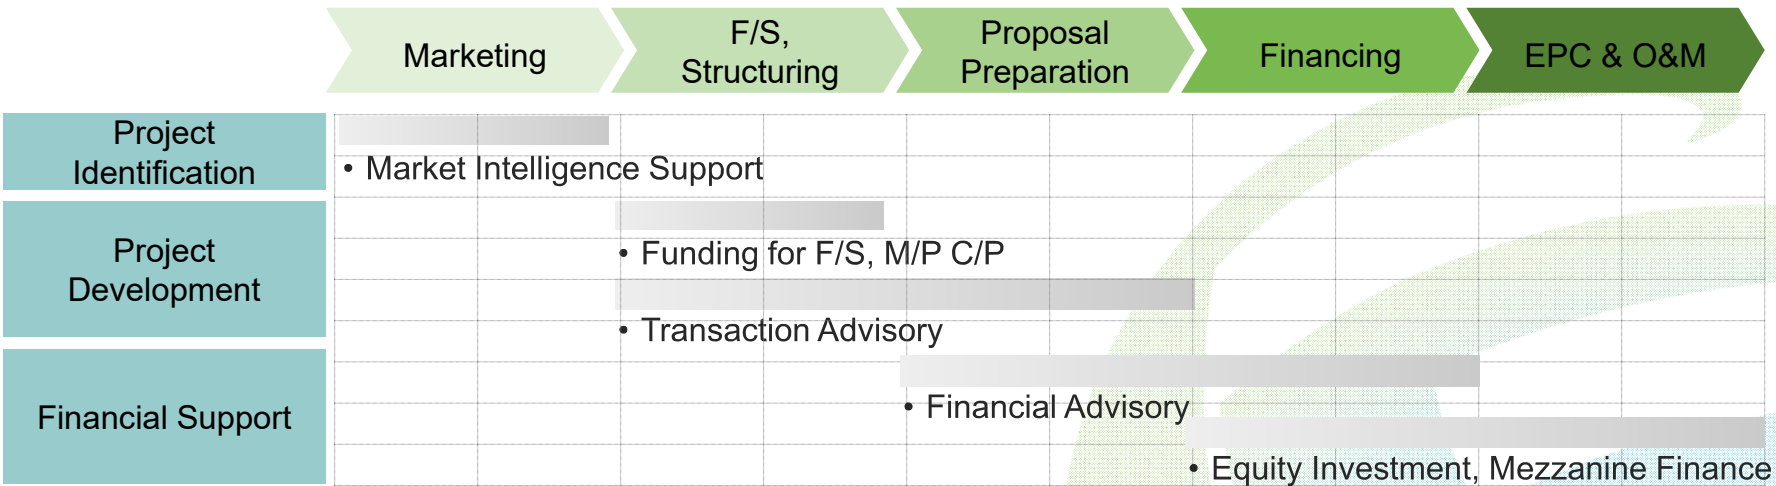 Marketing
F/S,
Structuring
Proposal
Preparation
Financing
EPC & O&M
Project
Identification
• Market Intelligence Support
Project
Development
• Funding for F/S, M/P C/P
• Transaction Advisory
Financial Support
• Financial Advisory
• Equity Investment, Mezzanine Finance